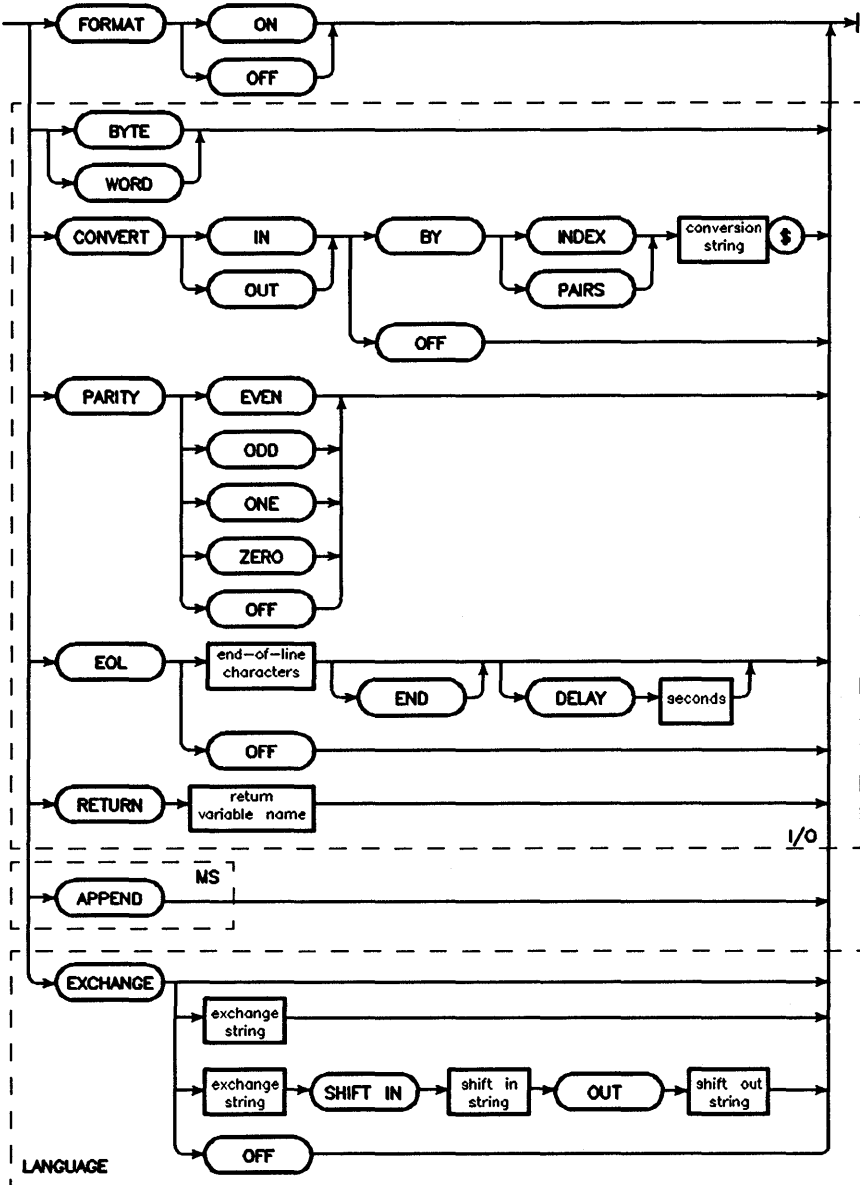 FORMAT ON
OFF
BYTE
WORD
CONVERT IN BY INDEX conversion string $
OUT PAIRS
OFF
PARITY EVEN
ODD
ONE
ZERO
OFF
EOL end-of-line characters
END DELAY seconds
OFF
RETURN return variable name
I/O
MS
APPEND
EXCHANGE
exchange string
exchange string SHIFT IN shift in string OUT shift out string
OFF
LANGUAGE